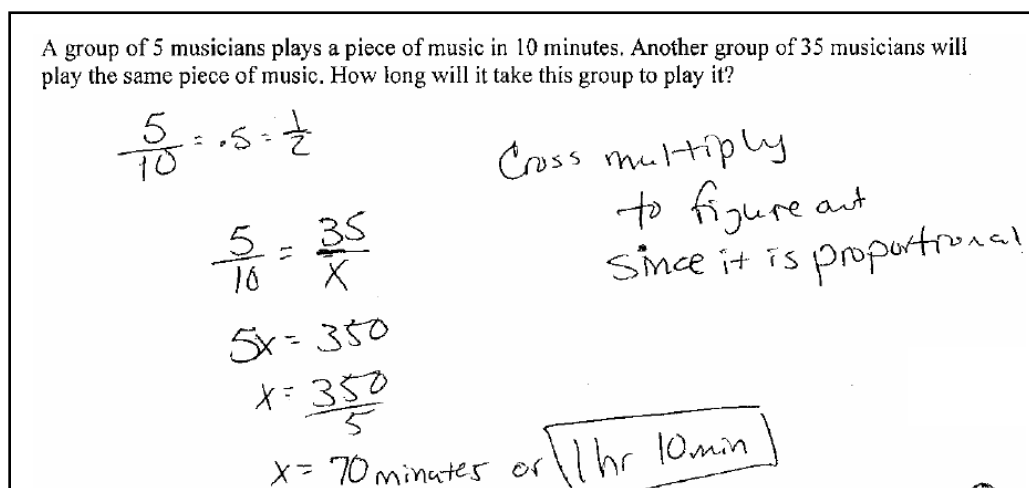 A group of 5 musicians plays a piece of music in 10 minutes. Another group of 35 musicians will
play the same piece of music. How long will it take this group to play it?
5/10 = .5 = 1/2
Cross multiply
to figure out
since it is proportional
5/10 = 35/X
5x = 350
x = 350/5
x = 70 minutes or 1 hr 10 min